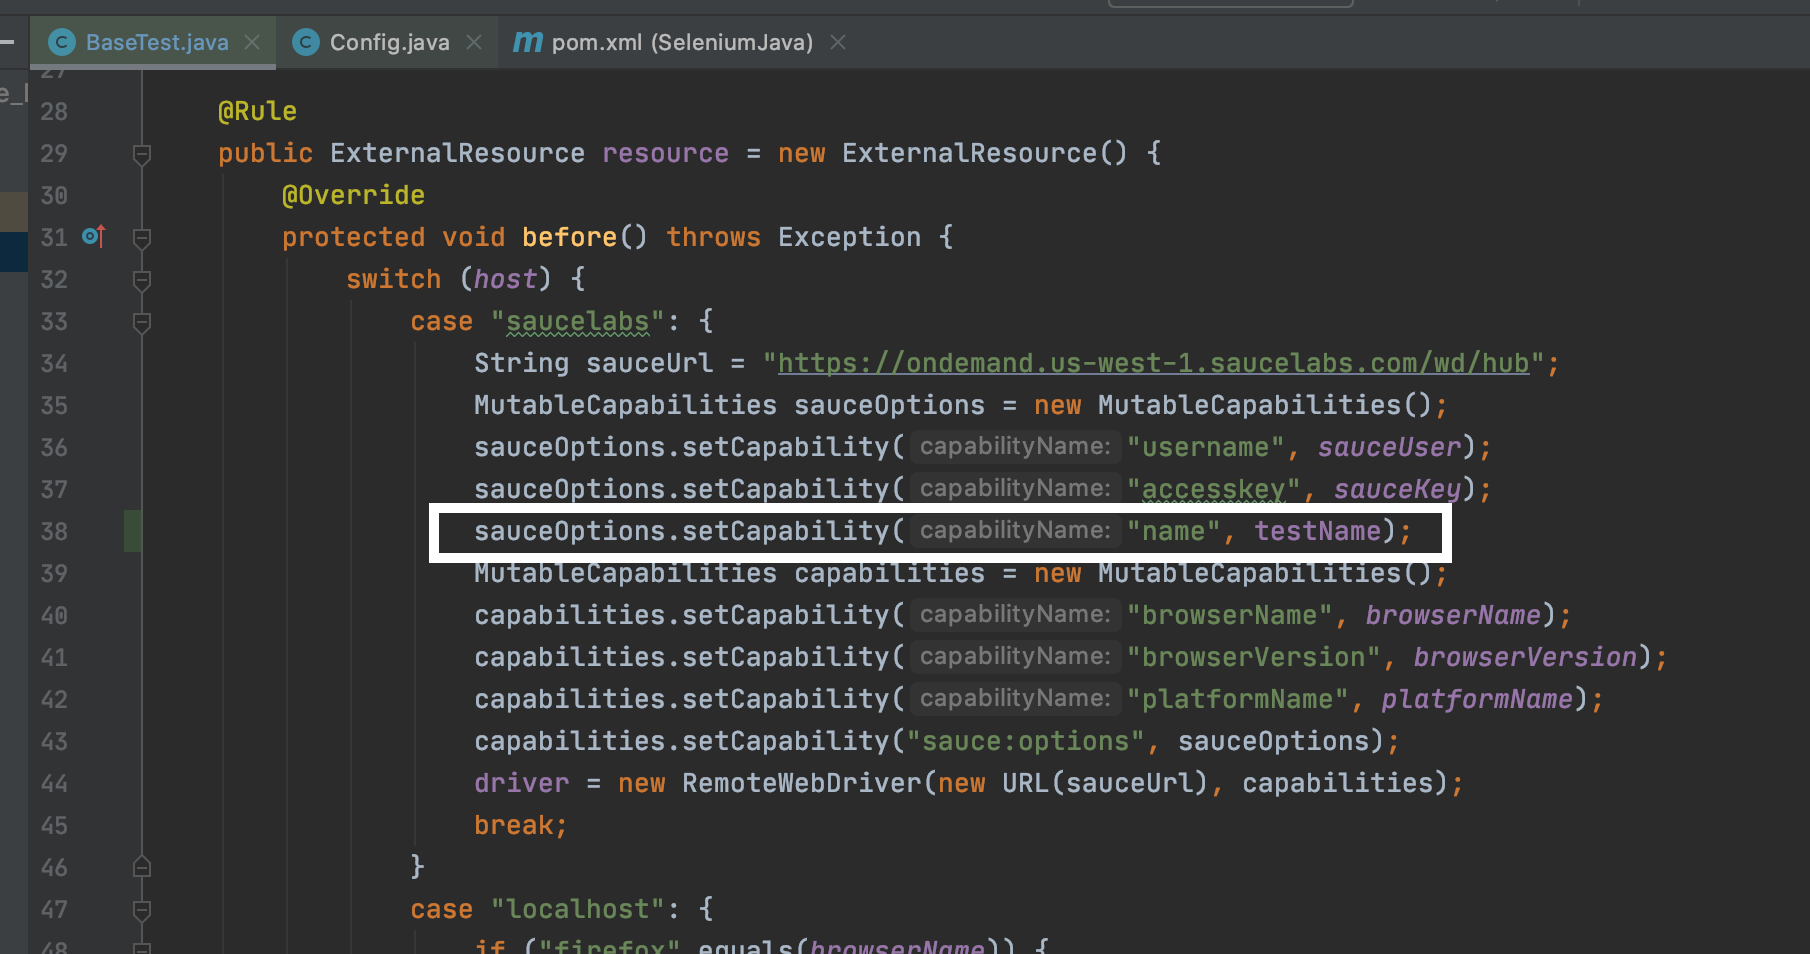 BaseTest.java Config.java pom.xml (SeleniumJava)
27
28 @Rule
29 public ExternalResource resource = new ExternalResource() {
30 @Override
31 protected void before() throws Exception {
32 switch (host) {
33 case "saucelabs": {
34 String sauceUrl = "https://ondemand.us-west-1.saucelabs.com/wd/hub";
35 MutableCapabilities sauceOptions = new MutableCapabilities();
36 sauceOptions.setCapability( capabilityName: "username", sauceUser);
37 sauceOptions.setCapability( capabilityName: "accesskey", sauceKey);
38 sauceOptions.setCapability( capabilityName: "name", testName);
39 MutableCapabilities capabilities = new MutableCapabilities();
40 capabilities.setCapability( capabilityName: "browserName", browserName);
41 capabilities.setCapability( capabilityName: "browserVersion", browserVersion);
42 capabilities.setCapability( capabilityName: "platformName", platformName);
43 capabilities.setCapability("sauce:options", sauceOptions);
44 driver = new RemoteWebDriver(new URL(sauceUrl), capabilities);
45 break;
46 }
47 case "localhost": {
48 if ("firefox".equals(browserName)) {